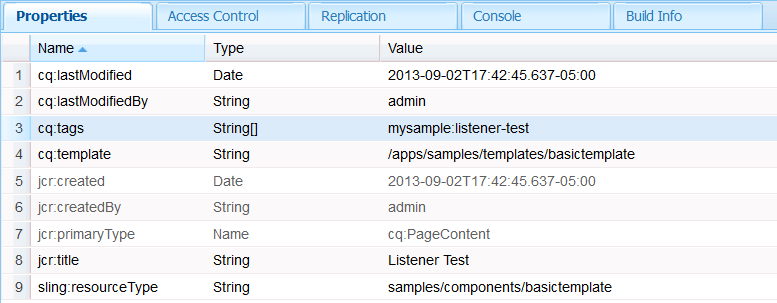 Properties Access Control Replication Console Build Info
Name Type Value
1 cq:lastModified Date 2013-09-02T17:42:45.637-05:00
2 cq:lastModifiedBy String admin
3 cq:tags String[] mysample:listener-test
4 cq:template String /apps/samples/templates/basictemplate
5 jcr:created Date 2013-09-02T17:42:45.637-05:00
6 jcr:createdBy String admin
7 jcr:primaryType Name cq:PageContent
8 jcr:title String Listener Test
9 sling:resourceType String samples/components/basictemplate